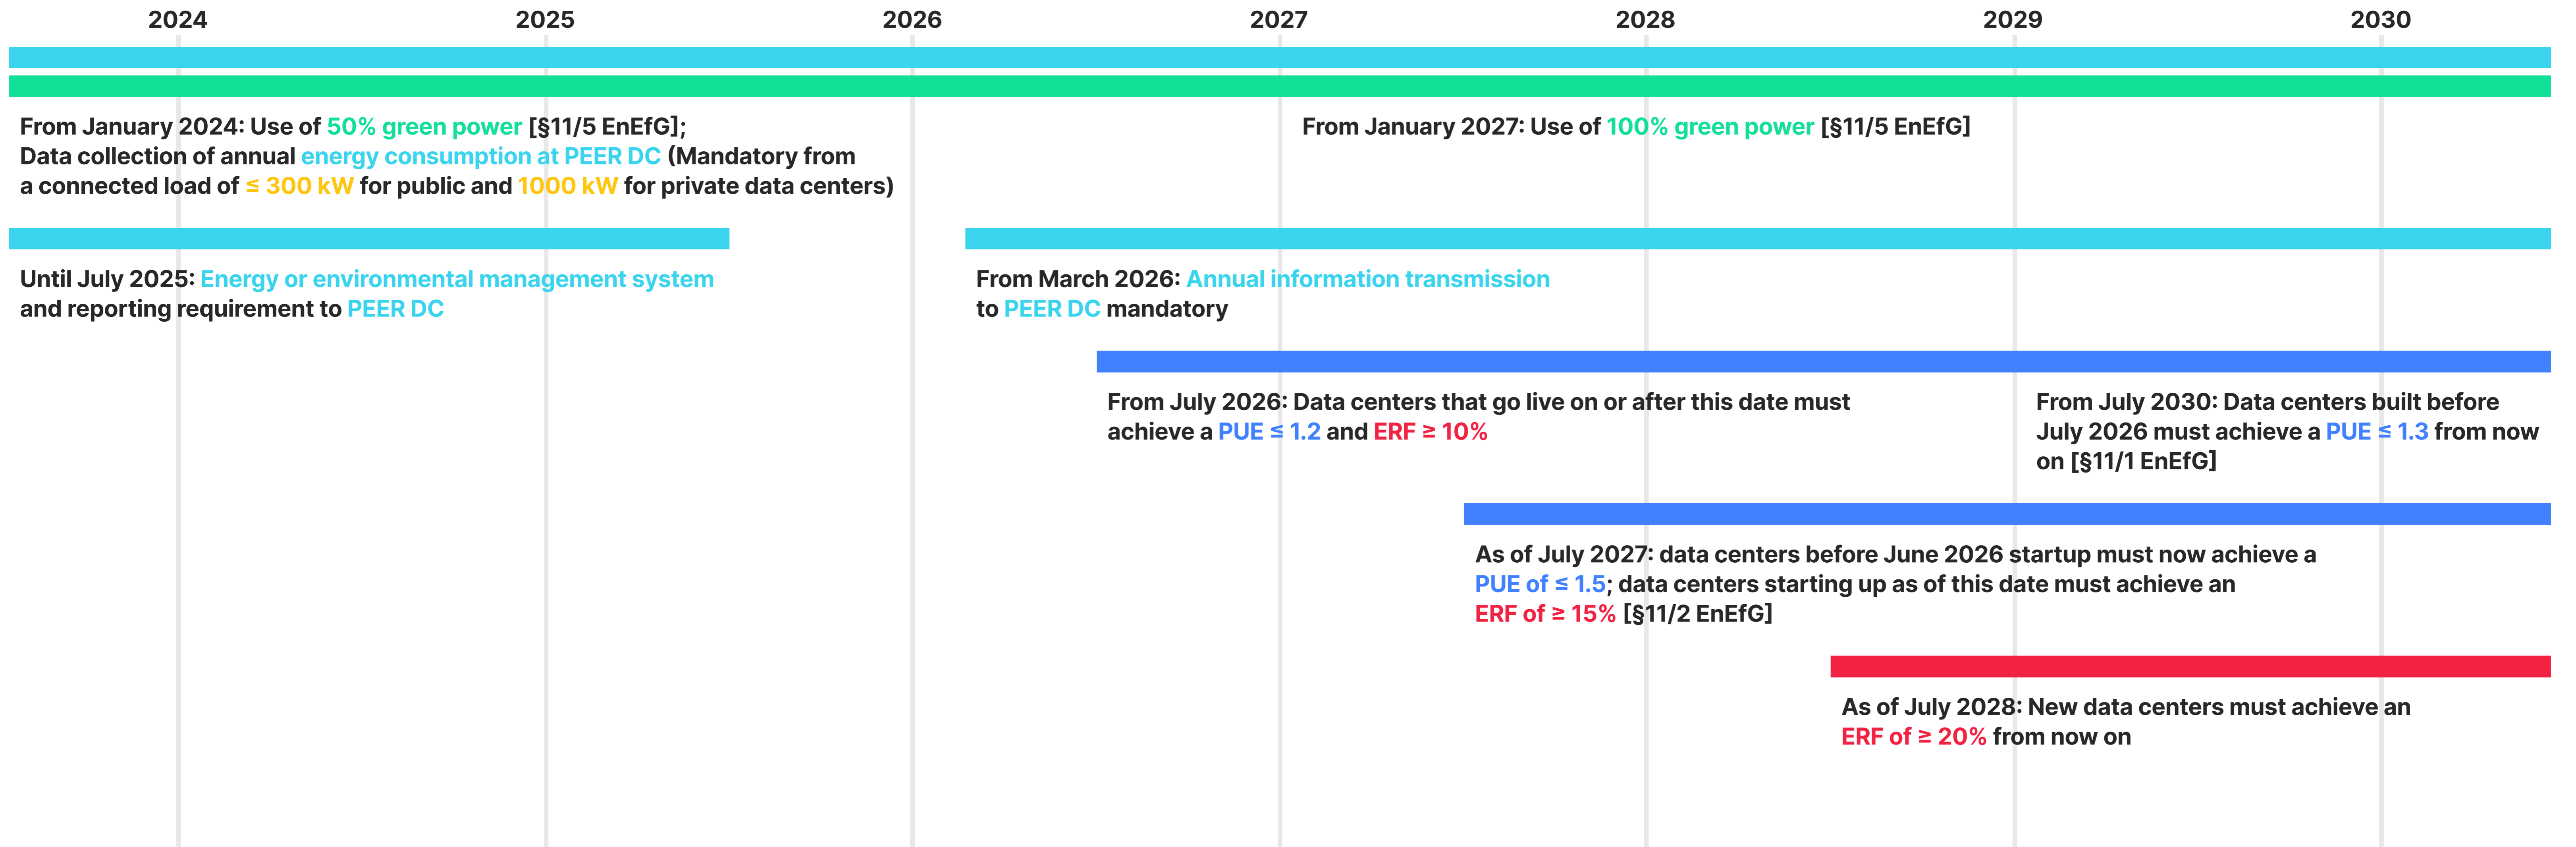 2024 2025 2026 2027 2028 2029 2030
From January 2024: Use of 50% green power [§11/5 EnEfG];
Data collection of annual energy consumption at PEER DC (Mandatory from
a connected load of ≤ 300 kW for public and 1000 kW for private data centers)
From January 2027: Use of 100% green power [§11/5 EnEfG]
Until July 2025: Energy or environmental management system
and reporting requirement to PEER DC
From March 2026: Annual information transmission
to PEER DC mandatory
From July 2026: Data centers that go live on or after this date must
achieve a PUE ≤ 1.2 and ERF ≥ 10%
From July 2030: Data centers built before
July 2026 must achieve a PUE ≤ 1.3 from now
on [§11/1 EnEfG]
As of July 2027: data centers before June 2026 startup must now achieve a
PUE of ≤ 1.5; data centers starting up as of this date must achieve an
ERF of ≥ 15% [§11/2 EnEfG]
As of July 2028: New data centers must achieve an
ERF of ≥ 20% from now on